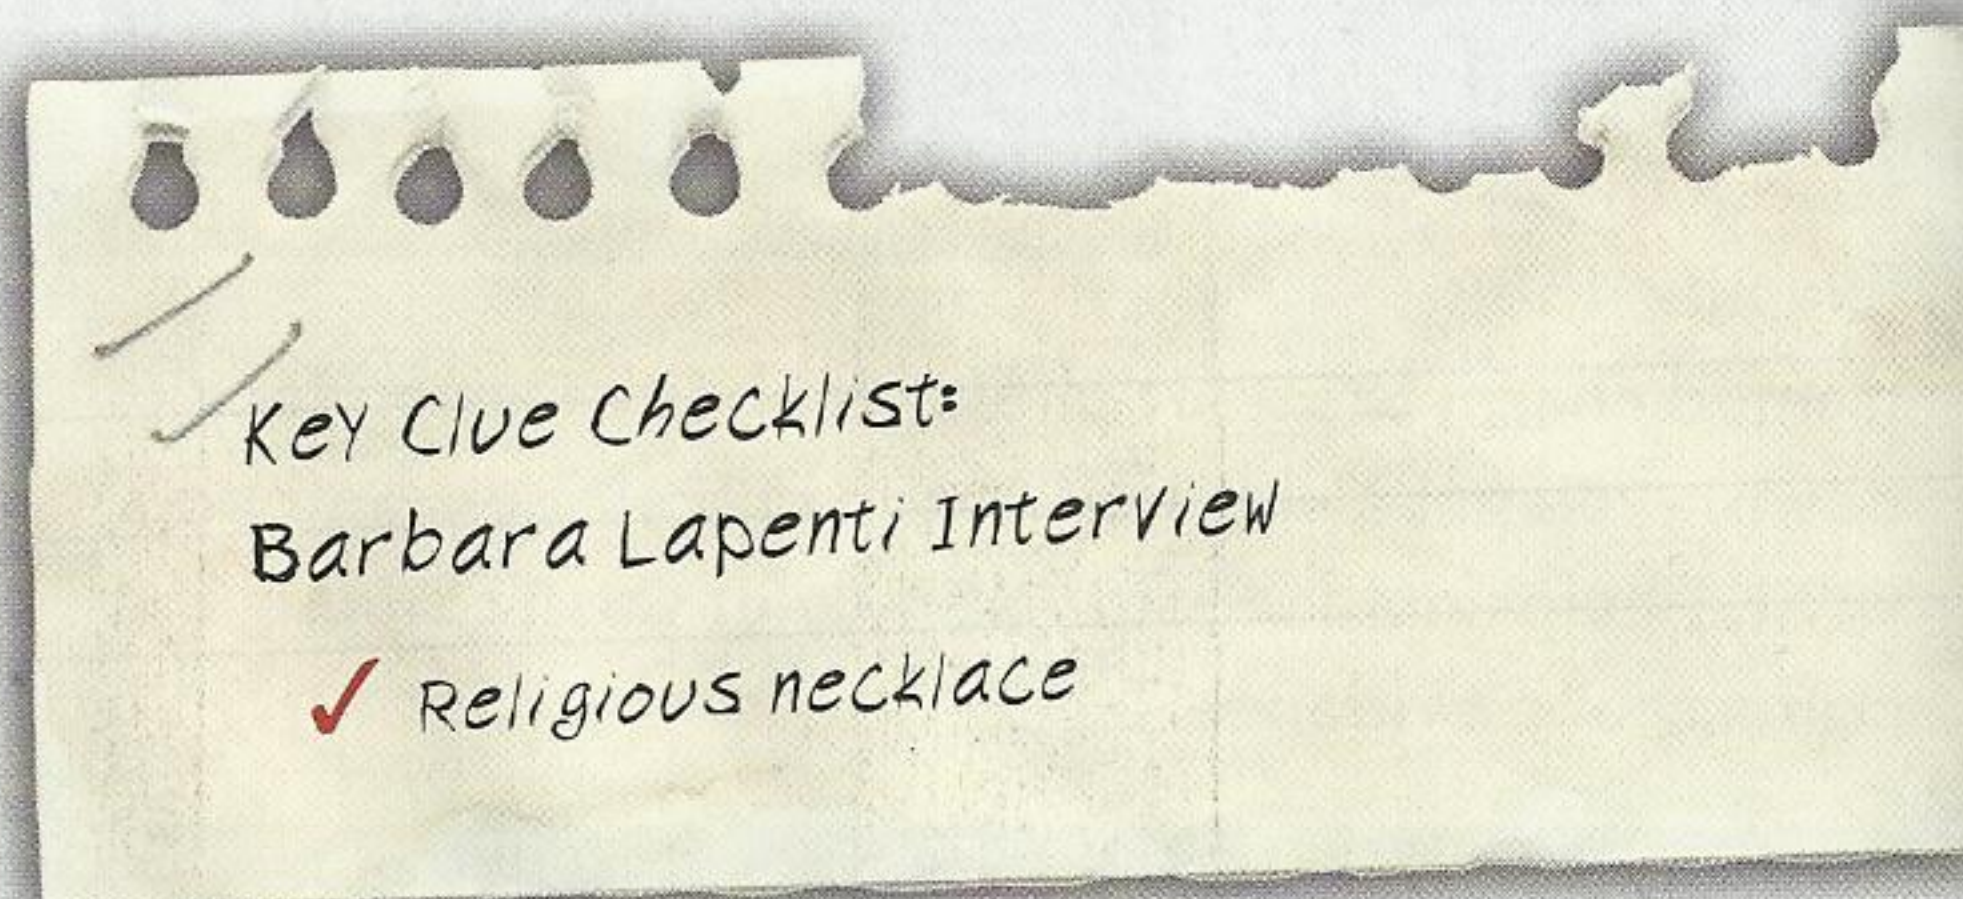 Key Clue Checklist:
Barbara Lapenti Interview
✓ Religious necklace